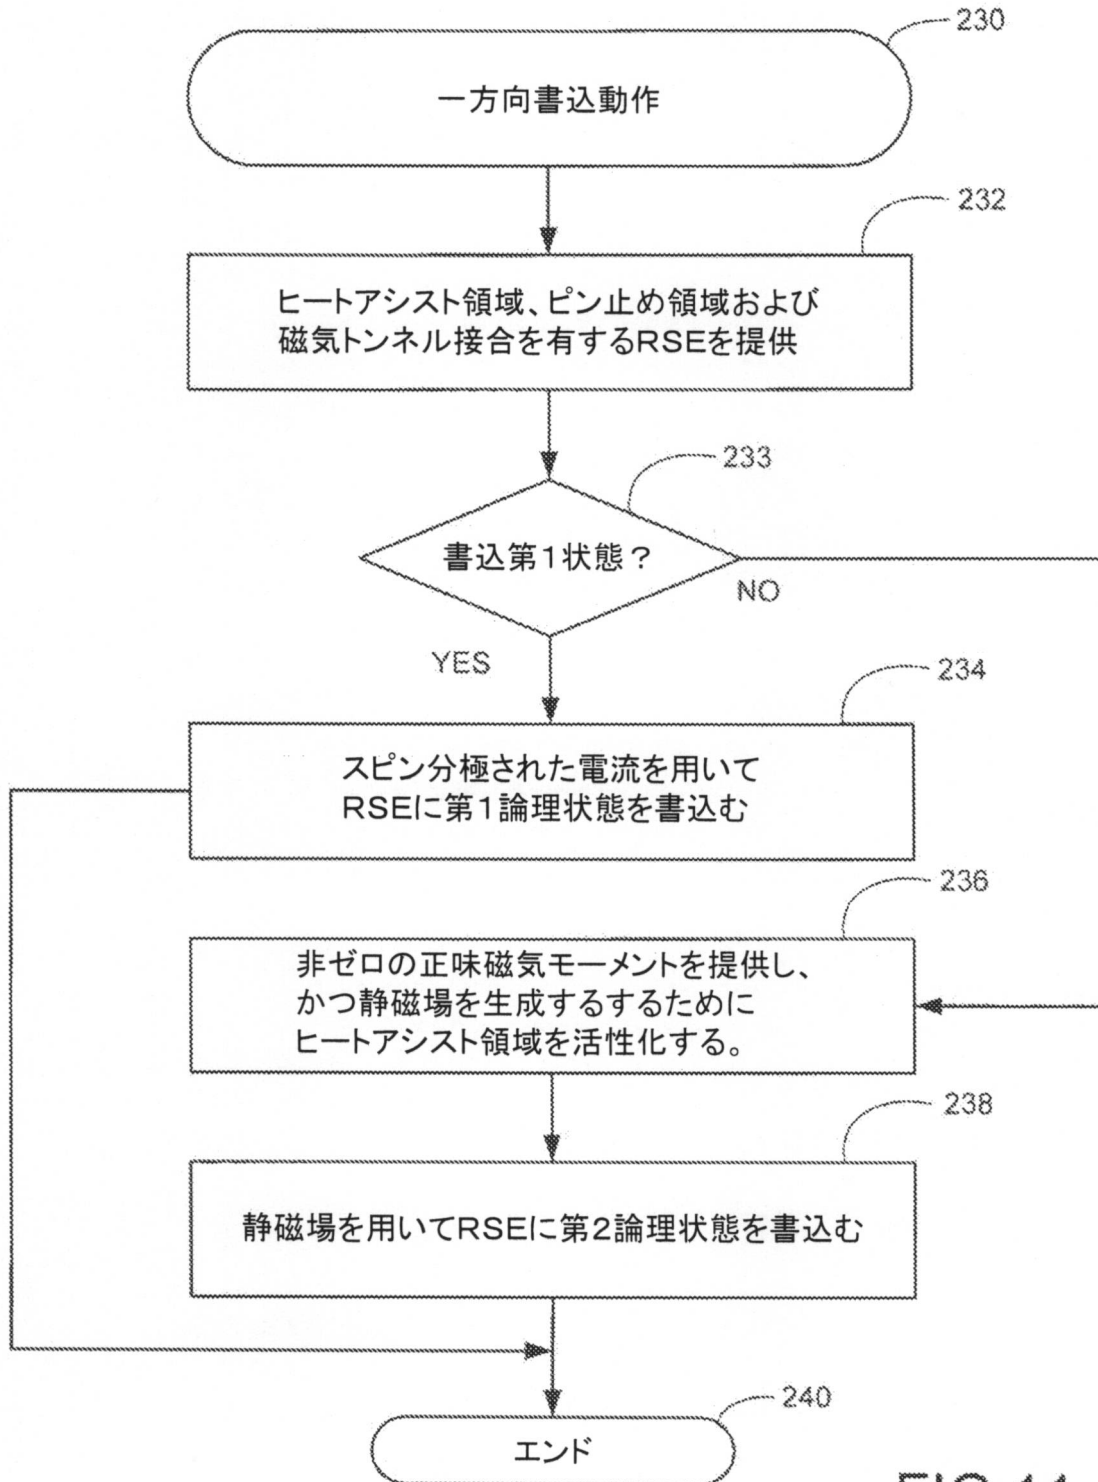 230
一方向書込動作
232
ヒートアシスト領域、ピン止め領域および
磁気トンネル接合を有するRSEを提供
233
書込第1状態？
NO
YES
234
スピン分極された電流を用いて
RSEに第1論理状態を書込む
236
非ゼロの正味磁気モーメントを提供し、
かつ静磁場を生成するするために
ヒートアシスト領域を活性化する。
238
静磁場を用いてRSEに第2論理状態を書込む
240
エンド